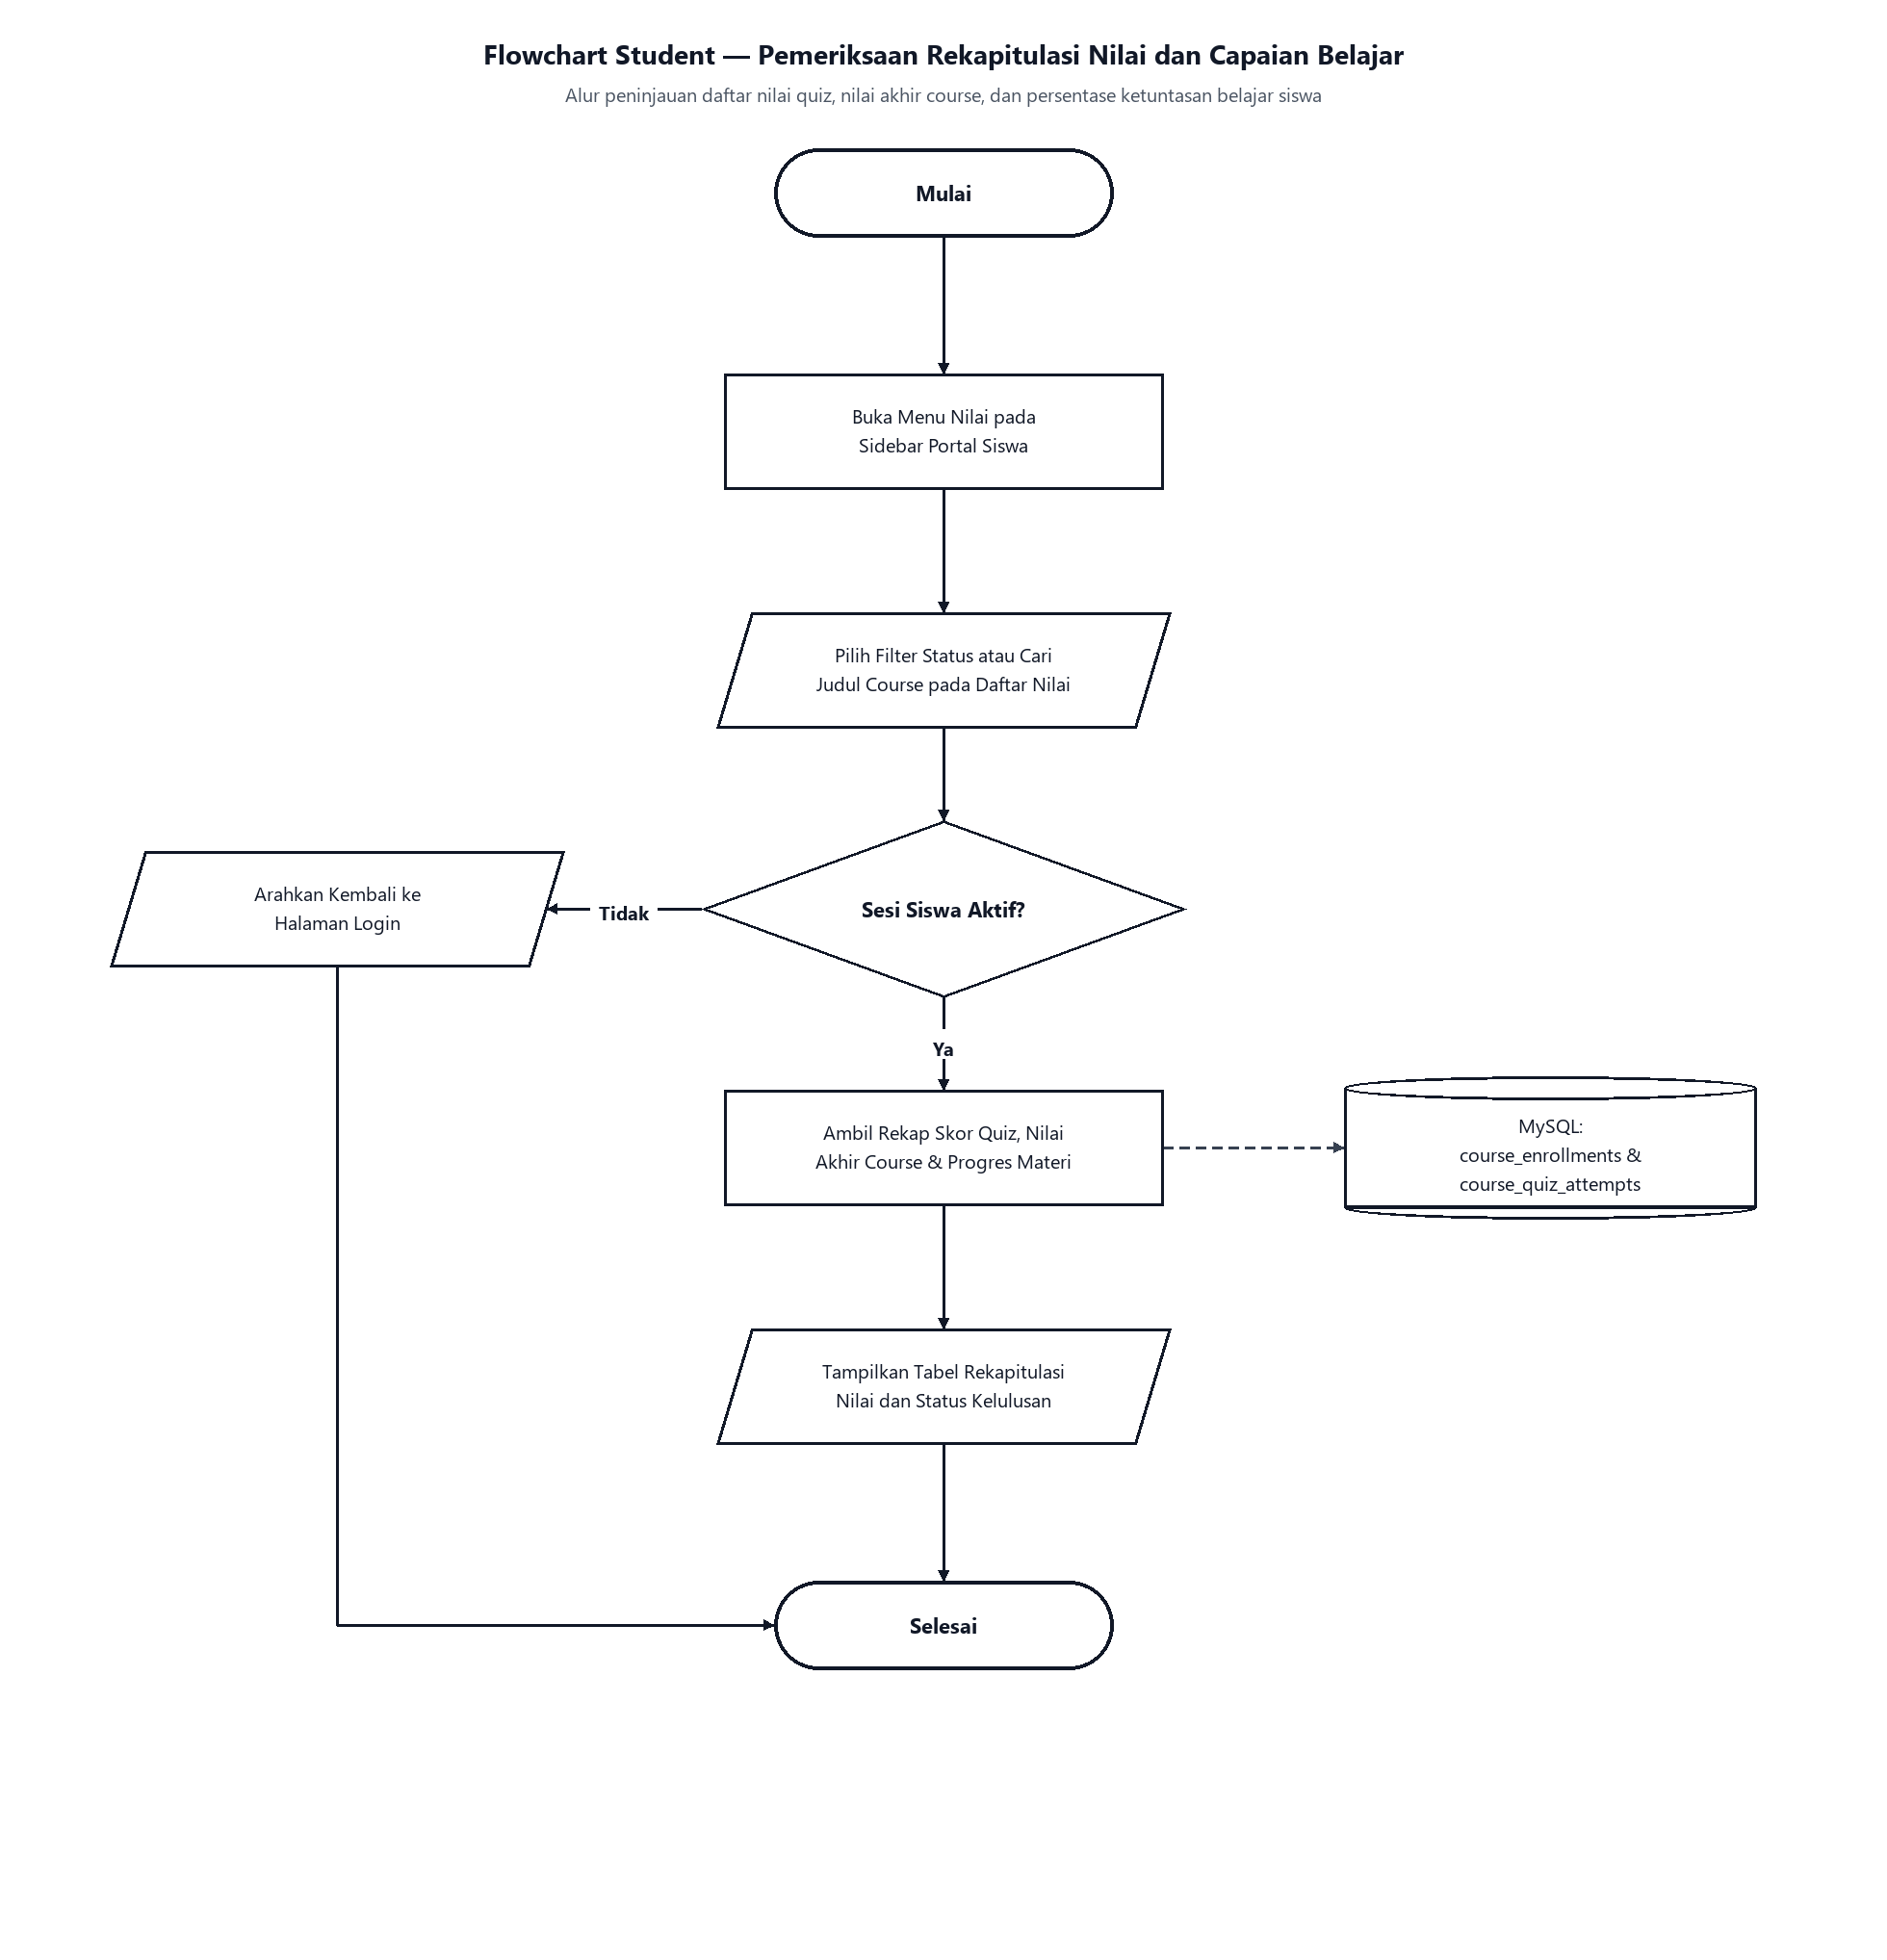 Flowchart Student — Pemeriksaan Rekapitulasi Nilai dan Capaian Belajar
Alur peninjauan daftar nilai quiz, nilai akhir course, dan persentase ketuntasan belajar siswa
Mulai
Buka Menu Nilai pada
Sidebar Portal Siswa
Pilih Filter Status atau Cari
Judul Course pada Daftar Nilai
Arahkan Kembali ke
Halaman Login
Tidak
Sesi Siswa Aktif?
Ya
Ambil Rekap Skor Quiz, Nilai
Akhir Course & Progres Materi
MySQL:
course_enrollments &
course_quiz_attempts
Tampilkan Tabel Rekapitulasi
Nilai dan Status Kelulusan
Selesai